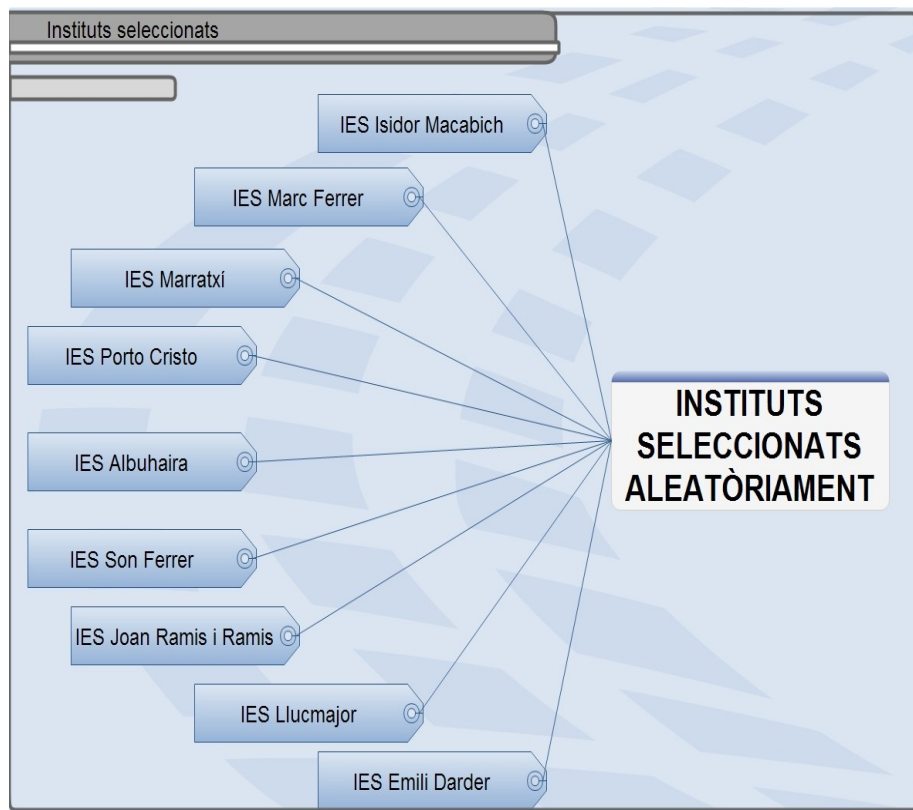 Instituts seleccionats
IES Isidor Macabich
IES Marc Ferrer
IES Marratxí
IES Porto Cristo
IES Albuhaira
IES Son Ferrer
IES Joan Ramis i Ramis
IES Llucmajor
IES Emili Darder
INSTITUTS
SELECCIONATS
ALEATÒRIAMENT